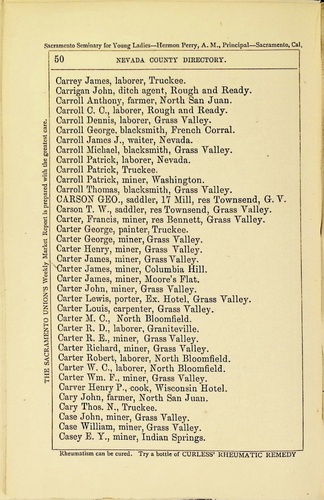 Sacramento Seminary for Young Ladies—Hermon Perry, A. M., Principal—Sacramento, Cal,
50 NEVADA COUNTY DIRECTORY.
Carrey James, laborer, Truckee.
Carrigan John, ditch agent, Rough and Ready.
Carroll Anthony, farmer, North San Juan.
Carroll C. C., laborer, Rough and Ready.
Carroll Dennis, laborer, Grass Valley.
Carroll George, blacksmith, French Corral.
Carroll James J., waiter, Nevada.
Carroll Michael, blacksmith, Grass Valley.
Carroll Patrick, laborer, Nevada.
Carroll Patrick, Truckee.
Carroll Patrick, miner, Washington.
Carroll Thomas, blacksmith, Grass Valley.
CARSON GEO., saddler, 17 Mill, res Townsend, G. V.
Carson T. W., saddler, res Townsend, Grass Valley.
Carter, Francis, miner, res Bennett, Grass Valley.
Carter George, painter, Truckee.
Carter George, miner, Grass Valley.
Carter Henry, miner, Grass Valley.
Carter James, miner, Grass Valley.
Carter James, miner, Columbia Hill.
Carter James, miner, Moore's Flat.
Carter John, miner, Grass Valley.
Carter Lewis, porter, Ex. Hotel, Grass Valley.
Carter Louis, carpenter, Grass Valley.
Carter M. C., North Bloomfield.
Carter R. D., laborer, Graniteville.
Carter R. E., miner, Grass Valley.
Carter Richard, miner, Grass Valley.
Carter Robert, laborer, North Bloomfield.
Carter W. C., laborer, North Bloomfield.
Carter Wm. F., miner, Grass Valley.
Carver Henry P., cook, Wisconsin Hotel.
Cary John, farmer, North San Juan.
Cary Thos. N., Truckee.
Case John, miner, Grass Valley.
Case William, miner, Grass Valley.
Casey E. Y., miner, Indian Springs.
Rheumatism can be cured. Try a bottle of CURLESS' RHEUMATIC REMEDY
THE SACRAMENTO UNION'S Weekly Market Report is prepared with the greatest care.